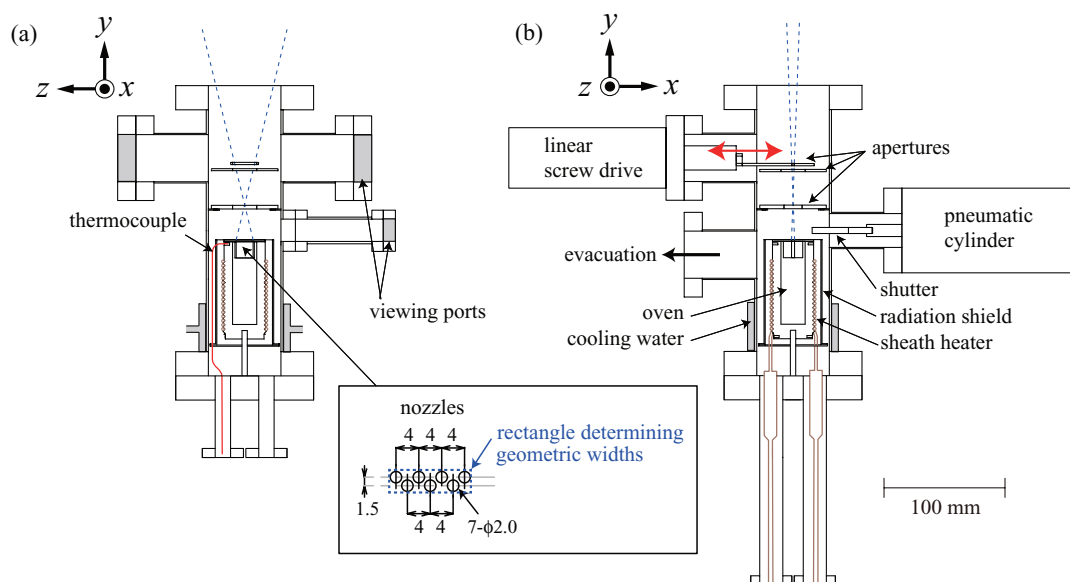 (a)
y
z
x
thermocouple
viewing ports
(b)
y
z
x
linear
screw drive
apertures
pneumatic
cylinder
evacuation
shutter
oven
radiation shield
cooling water
sheath heater
nozzles
4 4 4
rectangle determining
geometric widths
1.5
4 4
7-ϕ2.0
100 mm